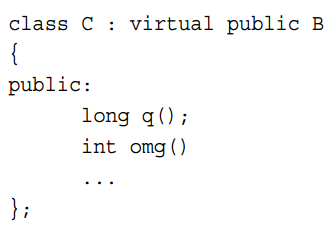 class C : virtual public B
{
public:
      long q();
      int omg()
      ...
};